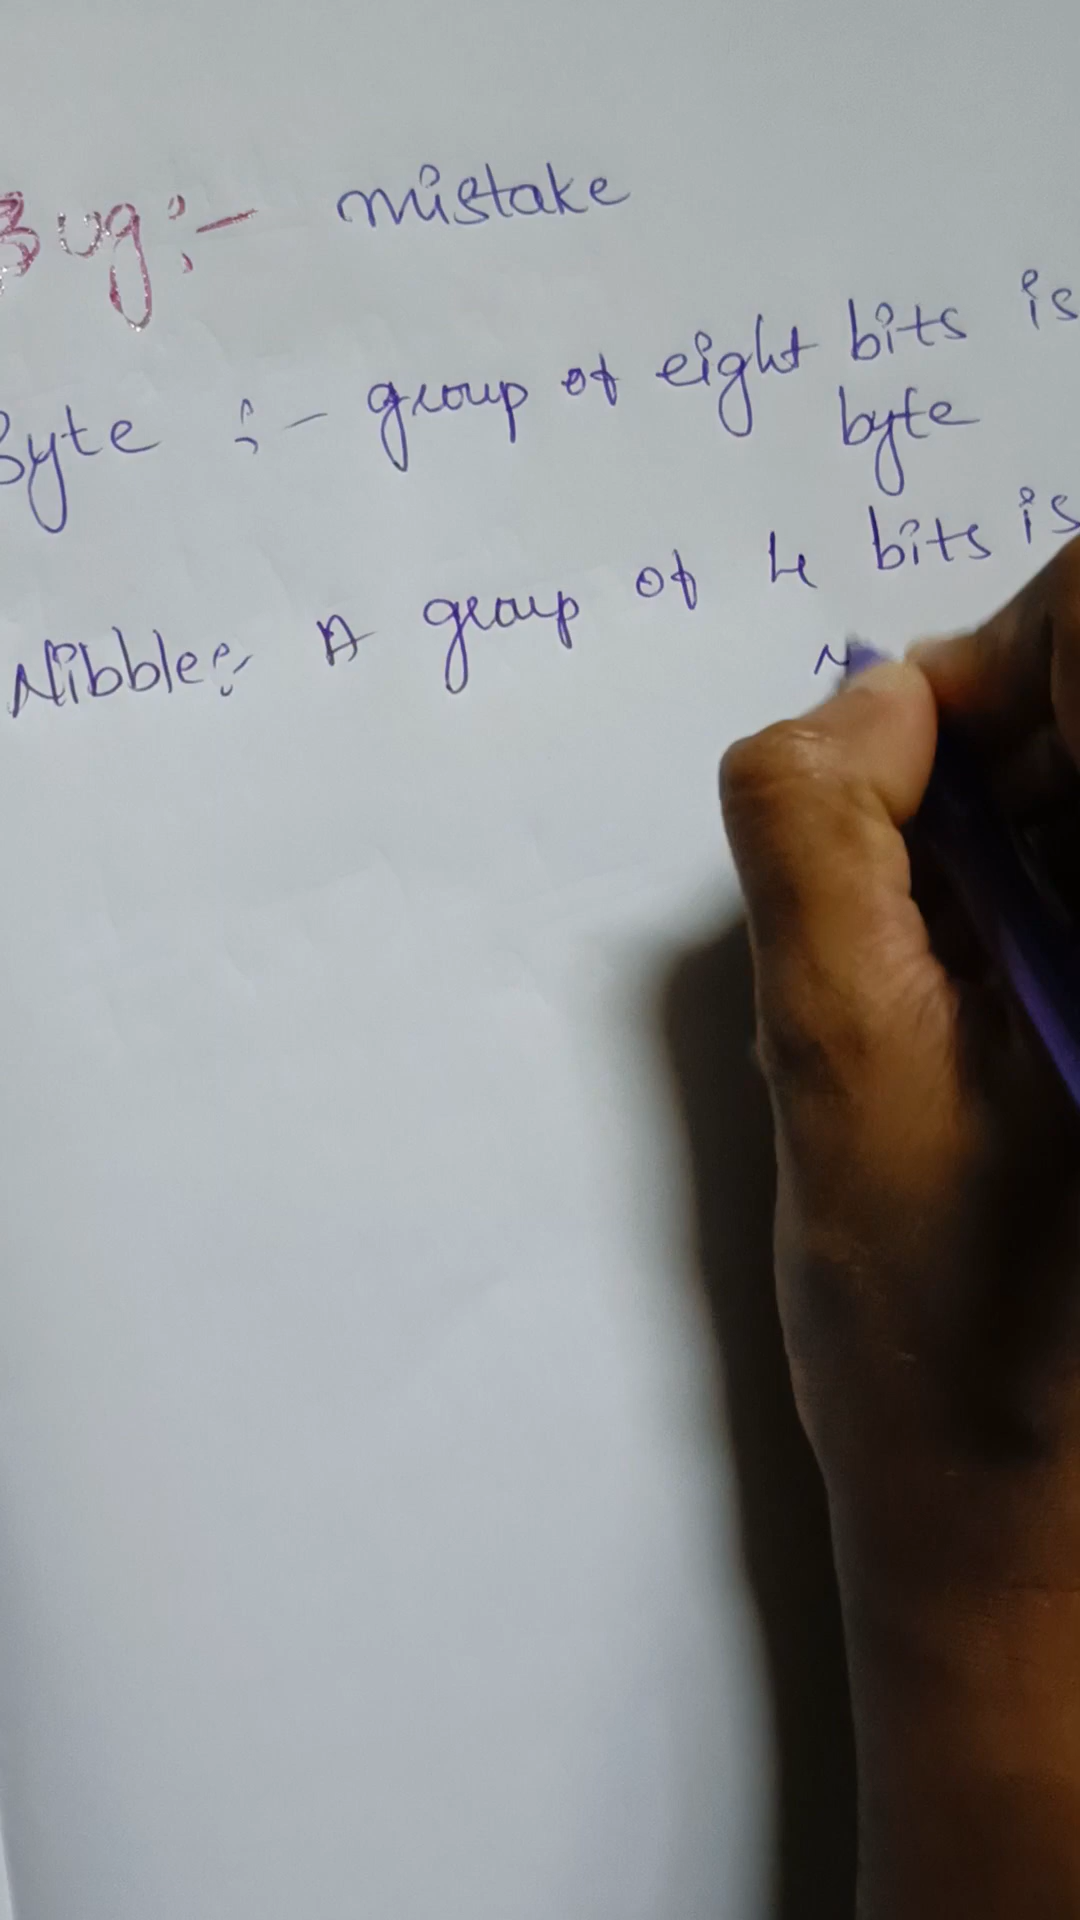 Bug:- mistake
Byte :- group of eight bits is
byte
Nibble:- A group of 4 bits is
N